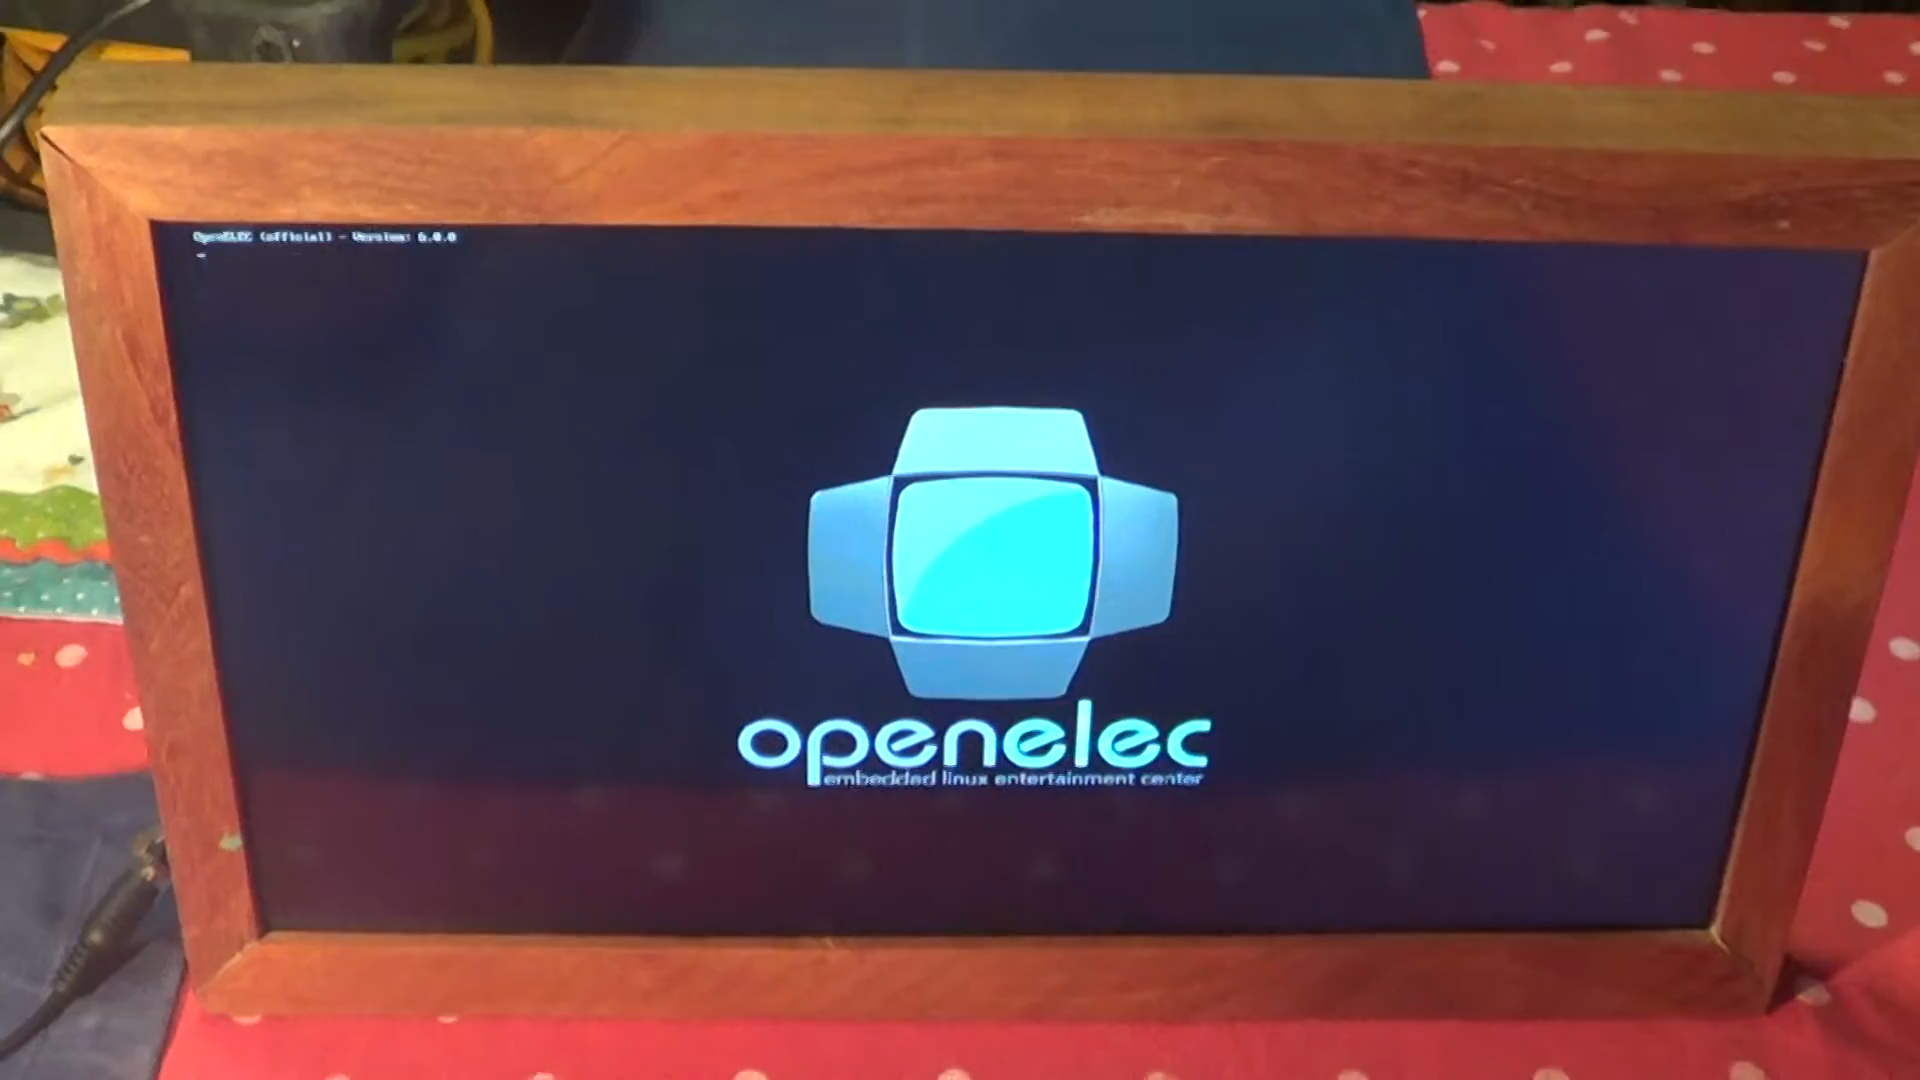 OpenELEC (official) - Version: 6.0.0
openelec
embedded linux entertainment center